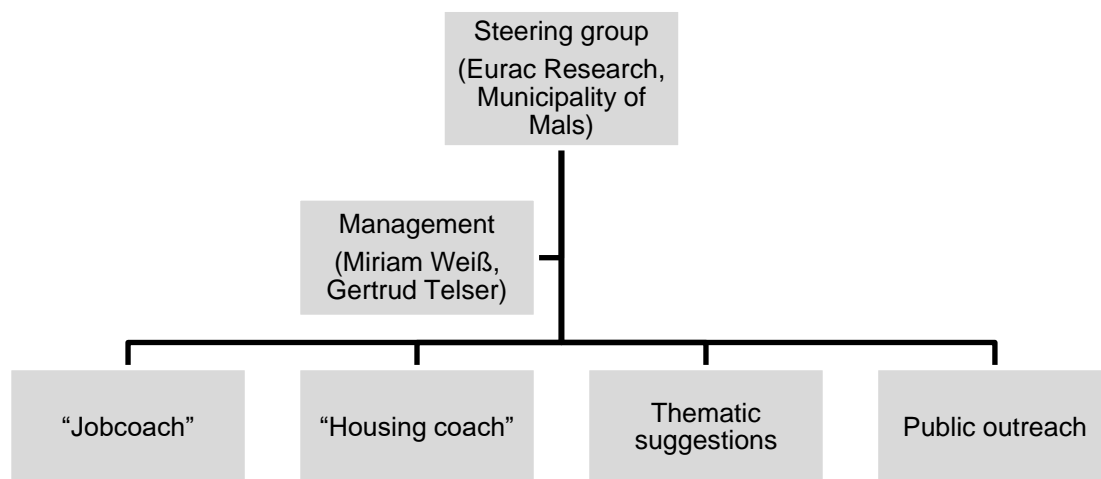 Steering group
(Eurac Research,
Municipality of
Mals)
Management
(Miriam Weiß,
Gertrud Telser)
“Jobcoach”
“Housing coach”
Thematic
suggestions
Public outreach